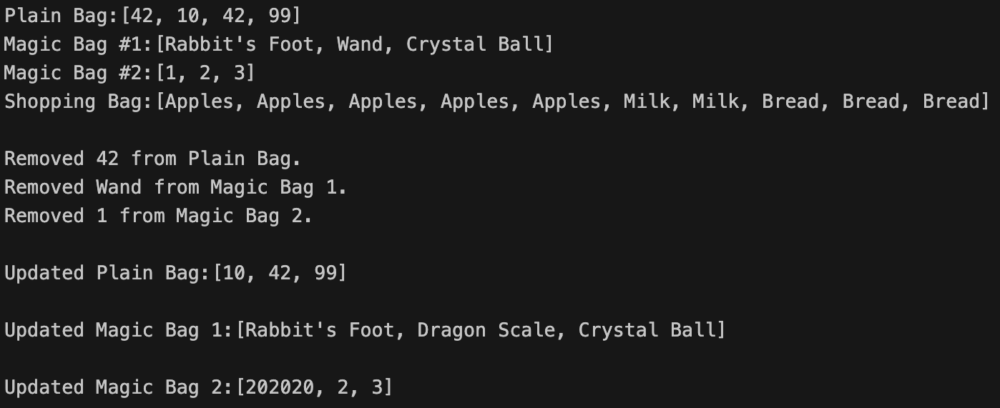 Plain Bag:[42, 10, 42, 99]
Magic Bag #1:[Rabbit's Foot, Wand, Crystal Ball]
Magic Bag #2:[1, 2, 3]
Shopping Bag:[Apples, Apples, Apples, Apples, Apples, Milk, Milk, Bread, Bread, Bread]
Removed 42 from Plain Bag.
Removed Wand from Magic Bag 1.
Removed 1 from Magic Bag 2.
Updated Plain Bag:[10, 42, 99]
Updated Magic Bag 1:[Rabbit's Foot, Dragon Scale, Crystal Ball]
Updated Magic Bag 2:[202020, 2, 3]